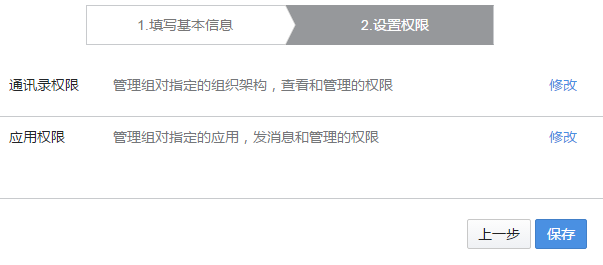 1.填写基本信息 2.设置权限
通讯录权限 管理组对指定的组织架构，查看和管理的权限 修改
应用权限 管理组对指定的应用，发消息和管理的权限 修改
上一步 保存